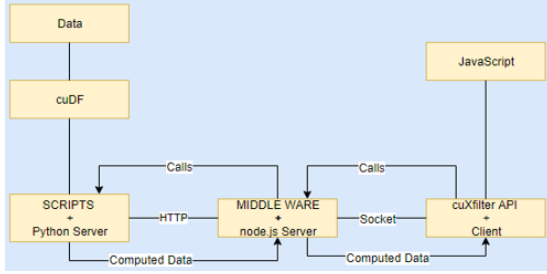 Data
JavaScript
cuDF
Calls
Calls
SCRIPTS
+
Python Server
HTTP
MIDDLE WARE
+
node.js Server
Socket
cuXfilter API
+
Client
Computed Data
Computed Data